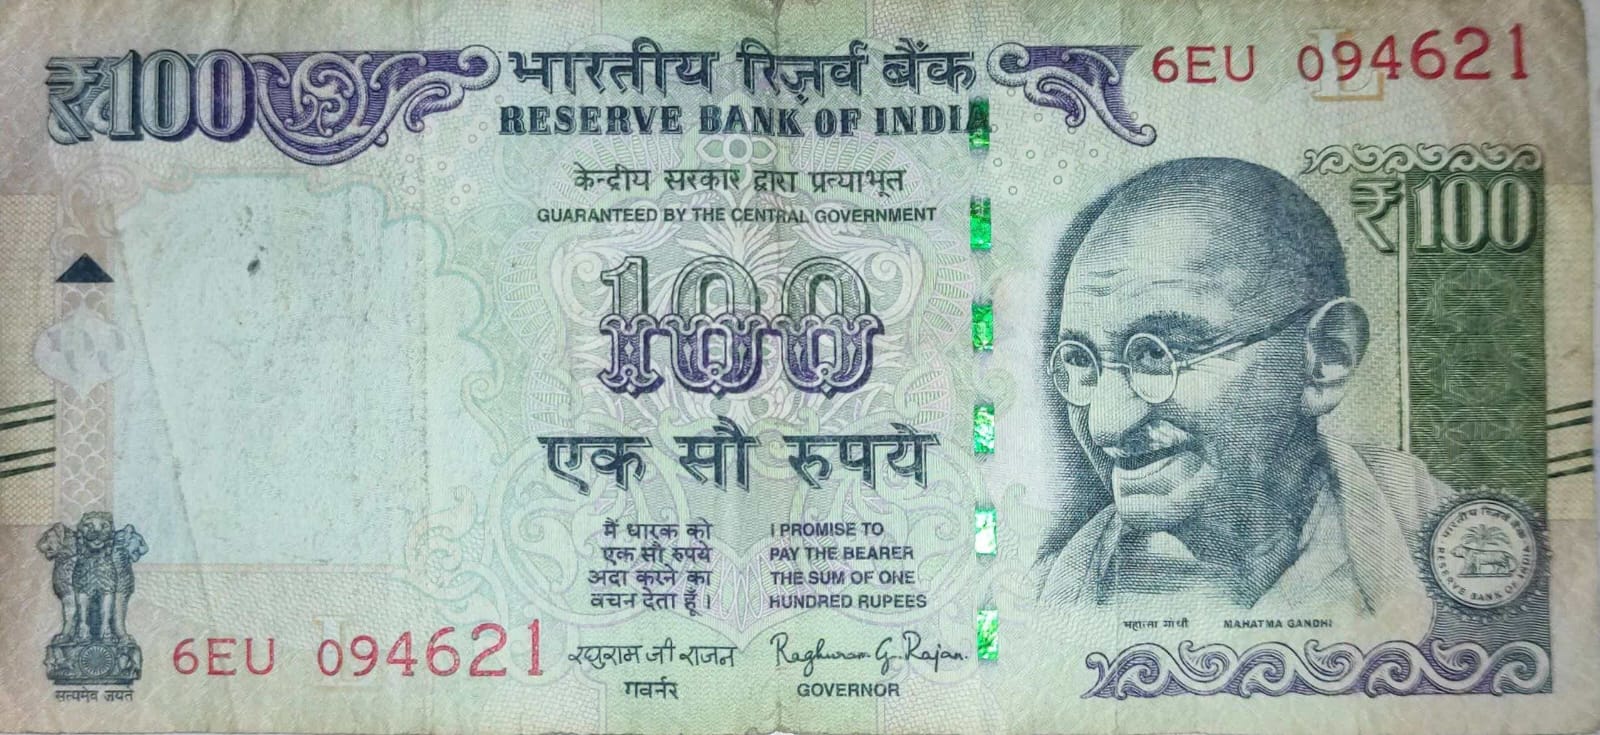 ₹100
भारतीय रिज़र्व बैंक
RESERVE BANK OF INDIA
6EU 094621
केन्द्रीय सरकार द्वारा प्रत्याभूत
GUARANTEED BY THE CENTRAL GOVERNMENT
₹100
100
एक सौ रुपये
मैं धारक को
एक सौ रुपये
अदा करने का
वचन देता हूँ।
I PROMISE TO
PAY THE BEARER
THE SUM OF ONE
HUNDRED RUPEES
भारतीय रिज़र्व बैंक
RESERVE BANK OF INDIA
महात्मा गांधी MAHATMA GANDHI
6EU 094621
रघुराम जी राजन
गवर्नर
Raghuram G. Rajan.
GOVERNOR
सत्यमेव जयते
L